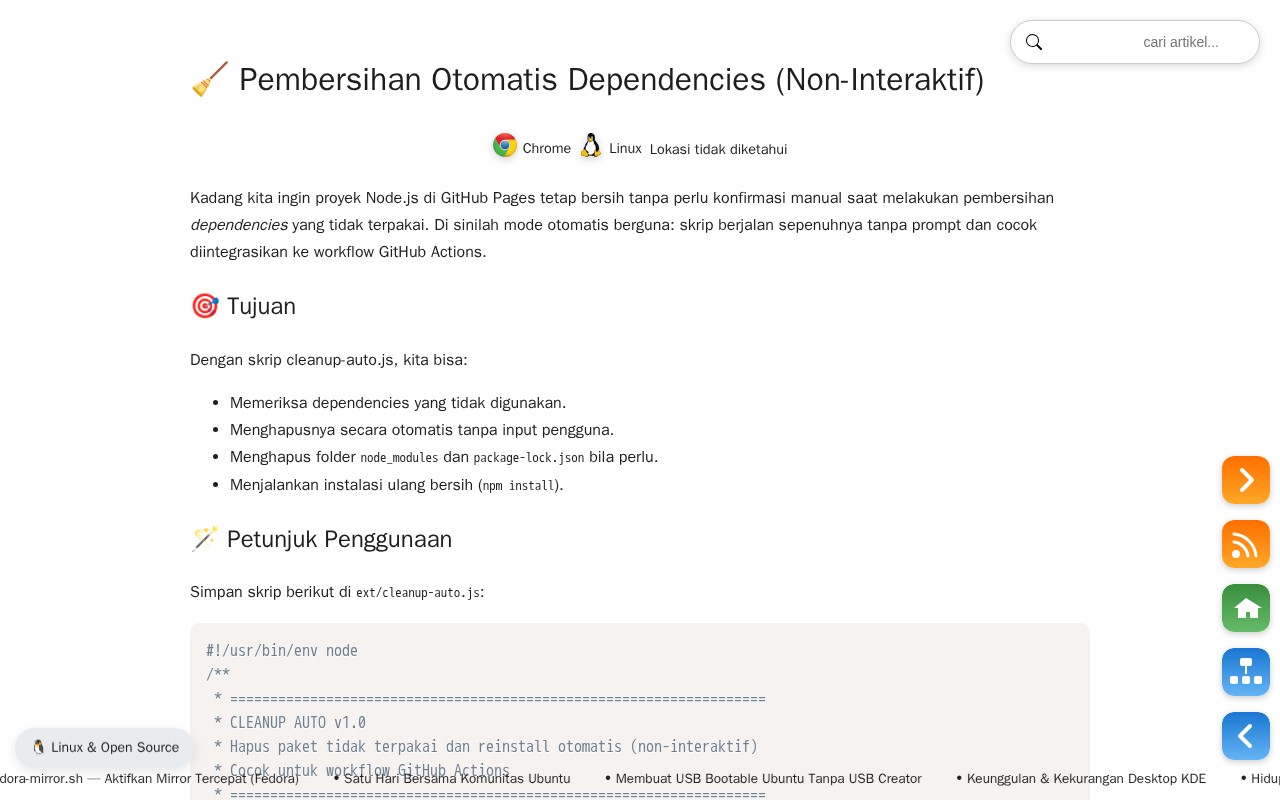 cari artikel...
🧹 Pembersihan Otomatis Dependencies (Non-Interaktif)
Chrome Linux Lokasi tidak diketahui
Kadang kita ingin proyek Node.js di GitHub Pages tetap bersih tanpa perlu konfirmasi manual saat melakukan pembersihan
dependencies yang tidak terpakai. Di sinilah mode otomatis berguna: skrip berjalan sepenuhnya tanpa prompt dan cocok
diintegrasikan ke workflow GitHub Actions.
🎯 Tujuan
Dengan skrip cleanup-auto.js, kita bisa:
• Memeriksa dependencies yang tidak digunakan.
• Menghapusnya secara otomatis tanpa input pengguna.
• Menghapus folder node_modules dan package-lock.json bila perlu.
• Menjalankan instalasi ulang bersih (npm install).
🪄 Petunjuk Penggunaan
Simpan skrip berikut di ext/cleanup-auto.js:
#!/usr/bin/env node
/**
* ===================================================================
* CLEANUP AUTO v1.0
* Hapus paket tidak terpakai dan reinstall otomatis (non-interaktif)
* Cocok untuk workflow GitHub Actions
* ===================================================================
🐧 Linux & Open Source
dora-mirror.sh — Aktifkan Mirror Tercepat (Fedora) • Satu Hari Bersama Komunitas Ubuntu • Membuat USB Bootable Ubuntu Tanpa USB Creator • Keunggulan & Kekurangan Desktop KDE • Hidup